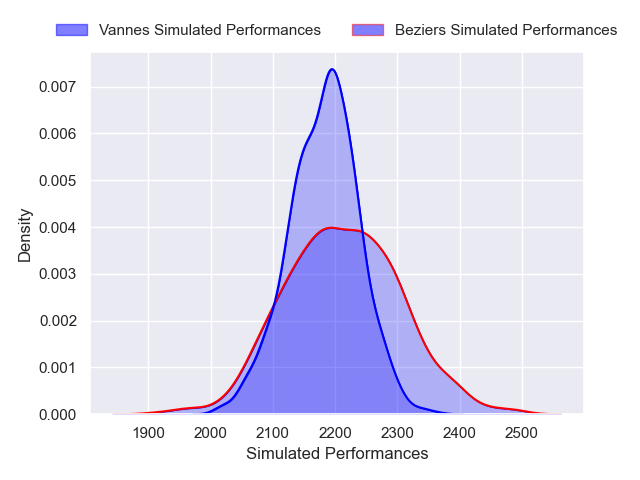 Vannes Simulated Performances
Beziers Simulated Performances
0.007
0.006
0.005
0.004
0.003
0.002
0.001
0.000
Density
1900 2000 2100 2200 2300 2400 2500
Simulated Performances